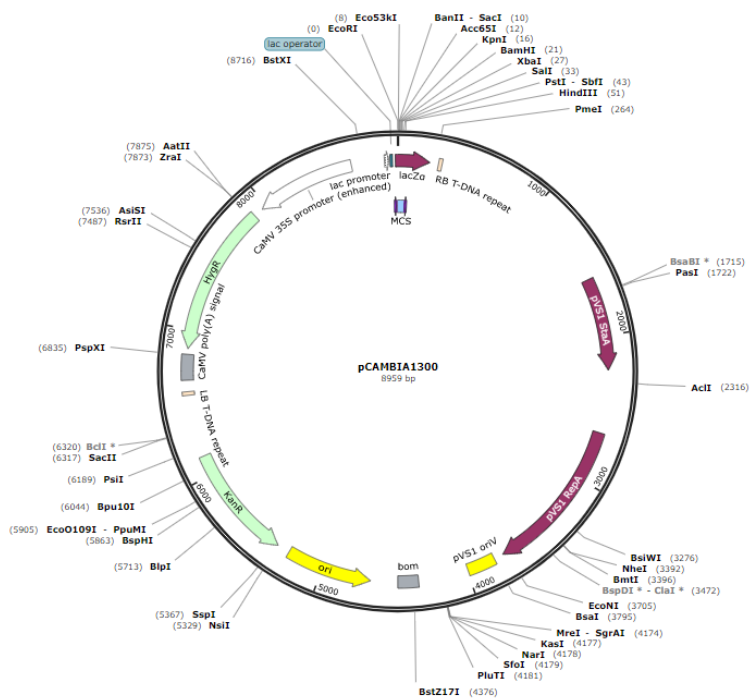 (8) Eco53kI
(0) EcoRI
lac operator
(8716) BstXI
BanII - SacI (10)
Acc65I (12)
KpnI (16)
BamHI (21)
XbaI (27)
SalI (33)
PstI - SbfI (43)
HindIII (51)
PmeI (264)
(7875) AatII
(7873) ZraI
(7536) AsiSI
(7487) RsrII
(6835) PspXI
(6320) BclI *
(6317) SacII
(6189) PsiI
(6044) Bpu10I
(5905) EcoO109I - PpuMI
(5863) BspHI
(5713) BlpI
(5367) SspI
(5329) NsiI
BsaBI * (1715)
PasI (1722)
AclI (2316)
BsiWI (3276)
NheI (3392)
BmtI (3396)
BspDI * - ClaI * (3472)
EcoNI (3705)
BsaI (3795)
MreI - SgrAI (4174)
KasI (4177)
NarI (4178)
SfoI (4179)
PluTI (4181)
BstZ17I (4376)
lac promoter
lacZα
RB T-DNA repeat
MCS
CaMV 35S promoter (enhanced)
HygR
CaMV poly(A) signal
LB T-DNA repeat
KanR
ori
bom
pVS1 oriV
pVS1 RepA
pVS1 StaA
1000
2000
3000
4000
5000
6000
7000
8000
pCAMBIA1300
8959 bp